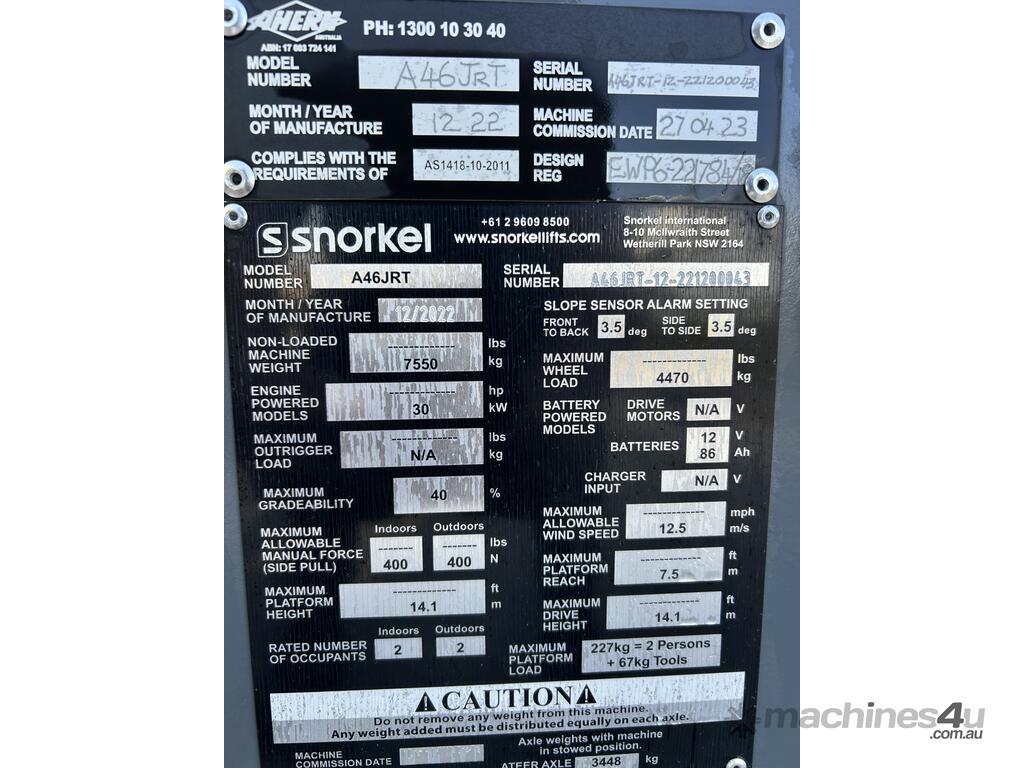 AHERN
AUSTRALIA
ABN: 17 003 724 141
PH: 1300 10 30 40
MODEL NUMBER A46JRT
SERIAL NUMBER A46JRT-12-221200043
MONTH / YEAR OF MANUFACTURE 12 22
MACHINE COMMISSION DATE 27 04 23
COMPLIES WITH THE REQUIREMENTS OF AS1418-10-2011
DESIGN REG
snorkel
+61 2 9609 8500
www.snorkellifts.com
Snorkel international
8-10 McIlwraith Street
Wetherill Park NSW 2164
MODEL NUMBER A46JRT
SERIAL NUMBER A46JRT-12-221200043
MONTH / YEAR OF MANUFACTURE 12/2022
SLOPE SENSOR ALARM SETTING
FRONT TO BACK 3.5 deg SIDE TO SIDE 3.5 deg
NON-LOADED MACHINE WEIGHT ------------- lbs
7550 kg
MAXIMUM WHEEL LOAD ------------- lbs
4470 kg
ENGINE POWERED MODELS ------------- hp
30 kW
BATTERY POWERED MODELS
DRIVE MOTORS N/A V
BATTERIES 12 V
86 Ah
MAXIMUM OUTRIGGER LOAD ------------- lbs
N/A kg
CHARGER INPUT N/A V
MAXIMUM GRADEABILITY 40 %
MAXIMUM ALLOWABLE WIND SPEED ------------- mph
12.5 m/s
Indoors Outdoors
MAXIMUM ALLOWABLE MANUAL FORCE (SIDE PULL) ------- ------- lbs
400 400 N
MAXIMUM PLATFORM REACH ------------- ft
7.5 m
MAXIMUM PLATFORM HEIGHT ------------- ft
14.1 m
MAXIMUM DRIVE HEIGHT ------------- ft
14.1 m
Indoors Outdoors
RATED NUMBER OF OCCUPANTS 2 2
MAXIMUM PLATFORM LOAD 227kg = 2 Persons
+ 67kg Tools
CAUTION
Do not remove any weight from this machine.
Any weight added must be distributed equally on each axle.
MACHINE COMMISSION DATE
Axle weights with machine
in stowed position.
AXLE 3448 kg
machines4u
.com.au